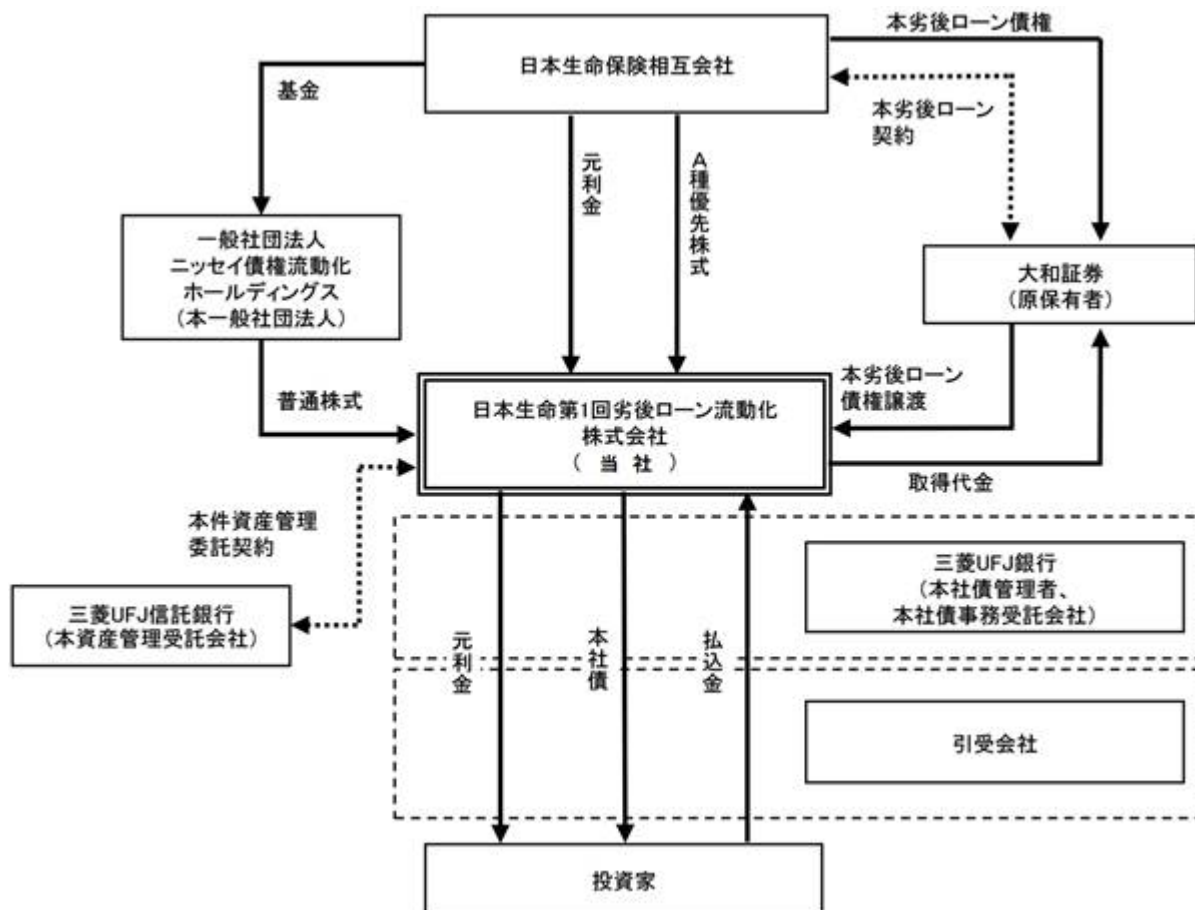 本劣後ローン債権
日本生命保険相互会社
基金
本劣後ローン
契約
元利金
A種優先株式
一般社団法人
ニッセイ債権流動化
ホールディングス
(本一般社団法人)
大和証券
(原保有者)
普通株式
本劣後ローン
債権譲渡
日本生命第1回劣後ローン流動化
株式会社
( 当 社 )
取得代金
本件資産管理
委託契約
三菱UFJ銀行
(本社債管理者、
本社債事務受託会社)
三菱UFJ信託銀行
(本資産管理受託会社)
元利金
本社債
払込金
引受会社
投資家